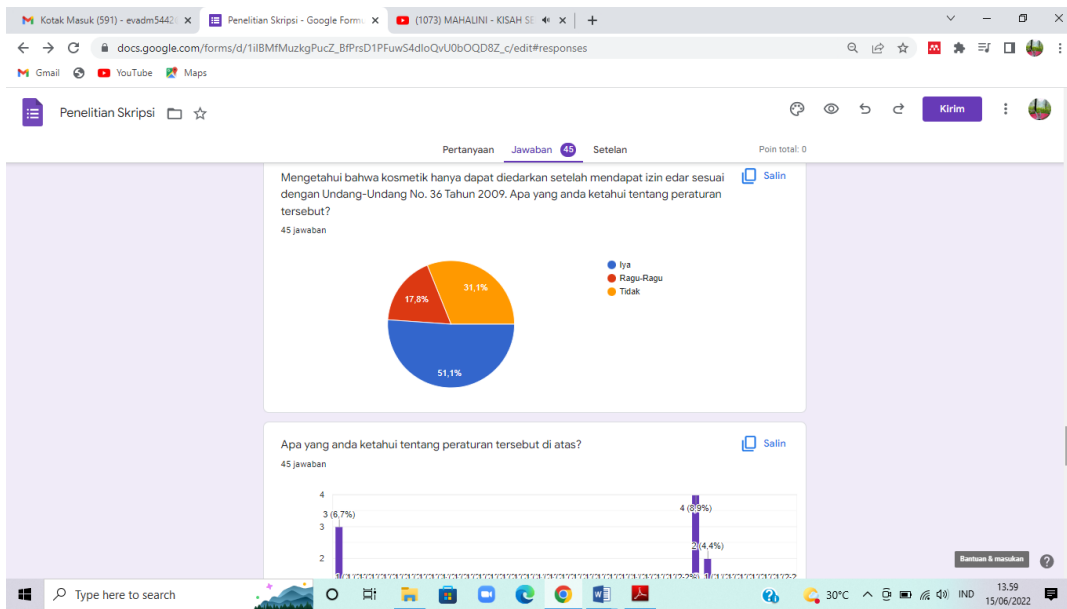 Kotak Masuk (591) - evadm5442
Penelitian Skripsi - Google Formu
(1073) MAHALINI - KISAH SE
docs.google.com/forms/d/1ilBMfMuzkgPucZ_BfPrsD1PFuwS4dIoQvU0bOQD8Z_c/edit#responses
Gmail
YouTube
Maps
Penelitian Skripsi
Kirim
Pertanyaan
Jawaban 45
Setelan
Poin total: 0
Mengetahui bahwa kosmetik hanya dapat diedarkan setelah mendapat izin edar sesuai
dengan Undang-Undang No. 36 Tahun 2009. Apa yang anda ketahui tentang peraturan
tersebut?
Salin
45 jawaban
Iya
Ragu-Ragu
Tidak
31,1%
17,8%
51,1%
Apa yang anda ketahui tentang peraturan tersebut di atas?
Salin
45 jawaban
4
3
2
3 (6,7%)
4 (8,9%)
2 (4,4%)
Bantuan & masukan
Type here to search
30°C
IND
13.59
15/06/2022